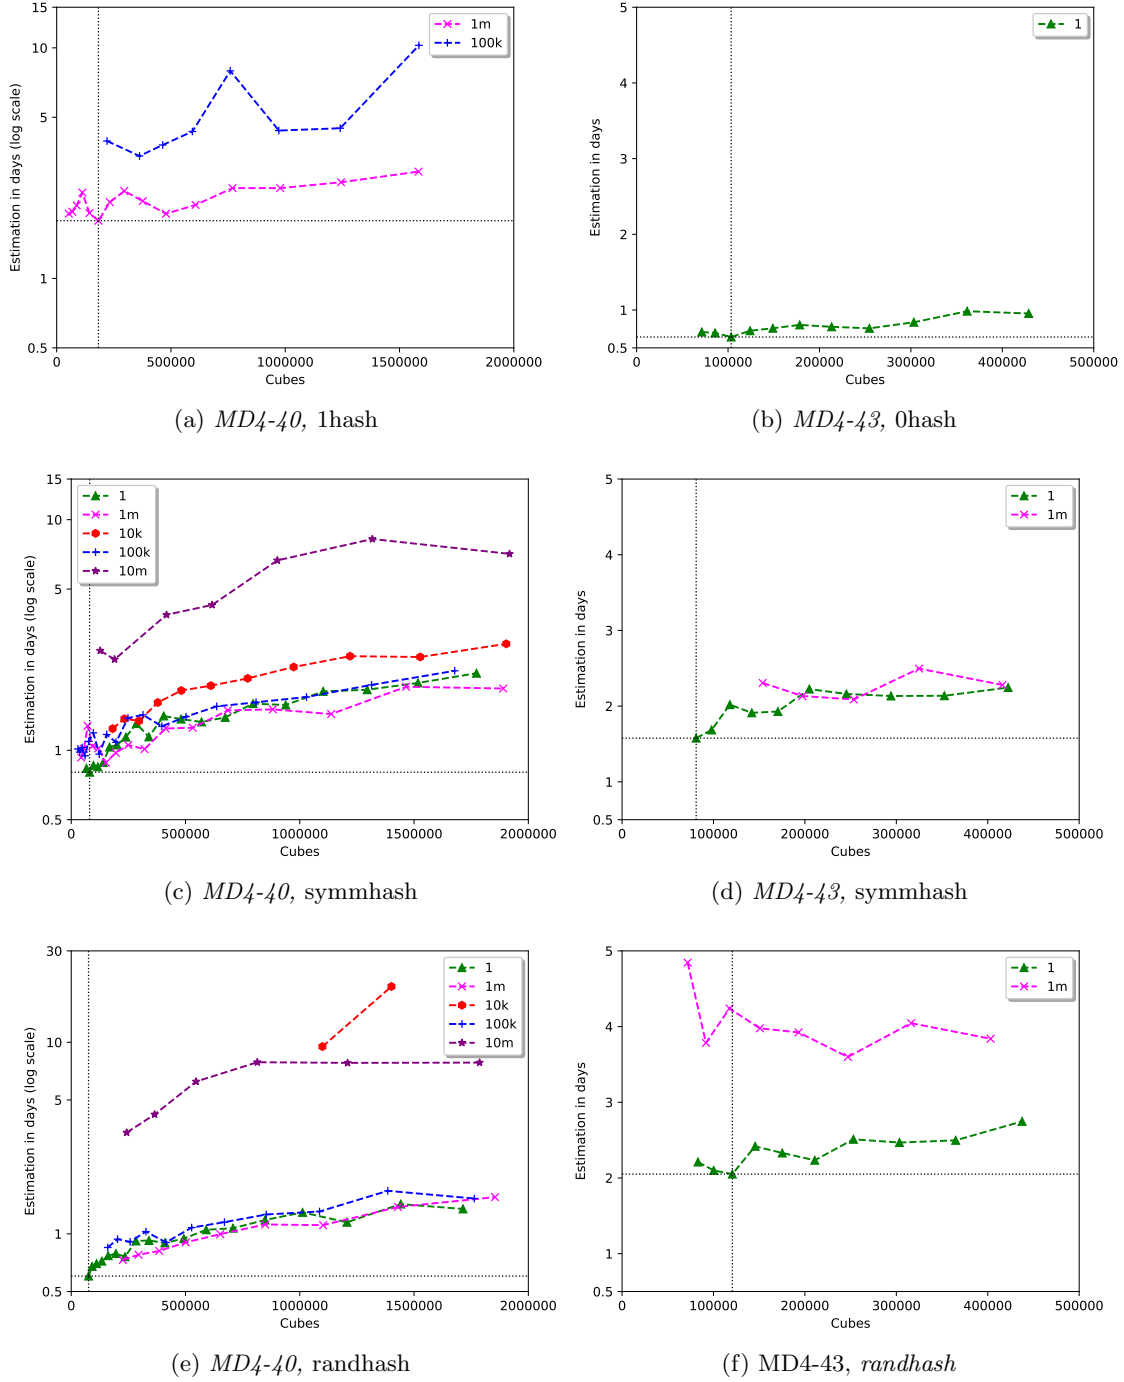 15
10
5
1
0.5
Estimation in days (log scale)
1m
100k
0
500000
1000000
1500000
2000000
Cubes
(a) MD4-40, 1hash
5
4
3
2
1
0.5
Estimation in days
1
0
100000
200000
300000
400000
500000
Cubes
(b) MD4-43, 0hash
15
10
5
1
0.5
Estimation in days (log scale)
1
1m
10k
100k
10m
0
500000
1000000
1500000
2000000
Cubes
(c) MD4-40, symmhash
5
4
3
2
1
0.5
Estimation in days
1
1m
0
100000
200000
300000
400000
500000
Cubes
(d) MD4-43, symmhash
30
10
5
1
0.5
Estimation in days (log scale)
1
1m
10k
100k
10m
0
500000
1000000
1500000
2000000
Cubes
(e) MD4-40, randhash
5
4
3
2
1
0.5
Estimation in days
1
1m
0
100000
200000
300000
400000
500000
Cubes
(f) MD4-43, randhash